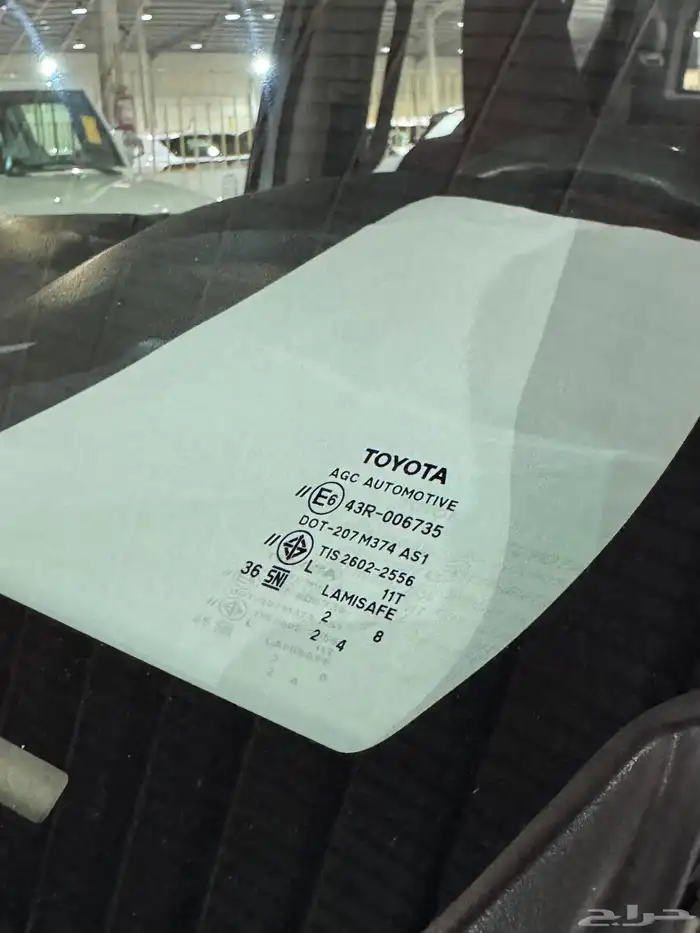 TOYOTA
AGC AUTOMOTIVE
// E6 43R-006735
DOT-207 M374 AS1
// TIS 2602-2556
L 11T
36 SNI LAMISAFE
2 8
2 4
حراج